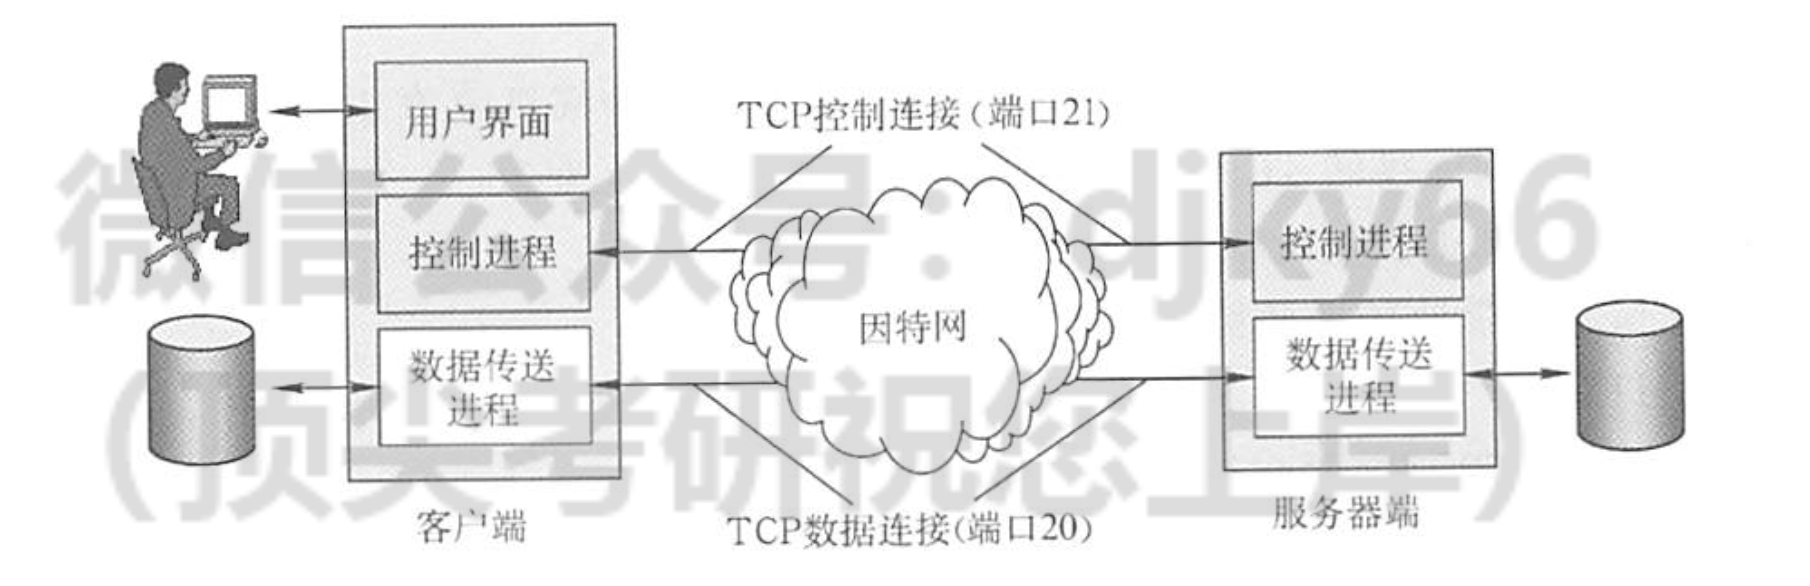 用户界面
TCP控制连接(端口21)
控制进程
控制进程
因特网
数据传送
进程
数据传送
进程
客户端
TCP数据连接(端口20)
服务器端
微信公众号：djky66
(顶尖考研祝您上岸)